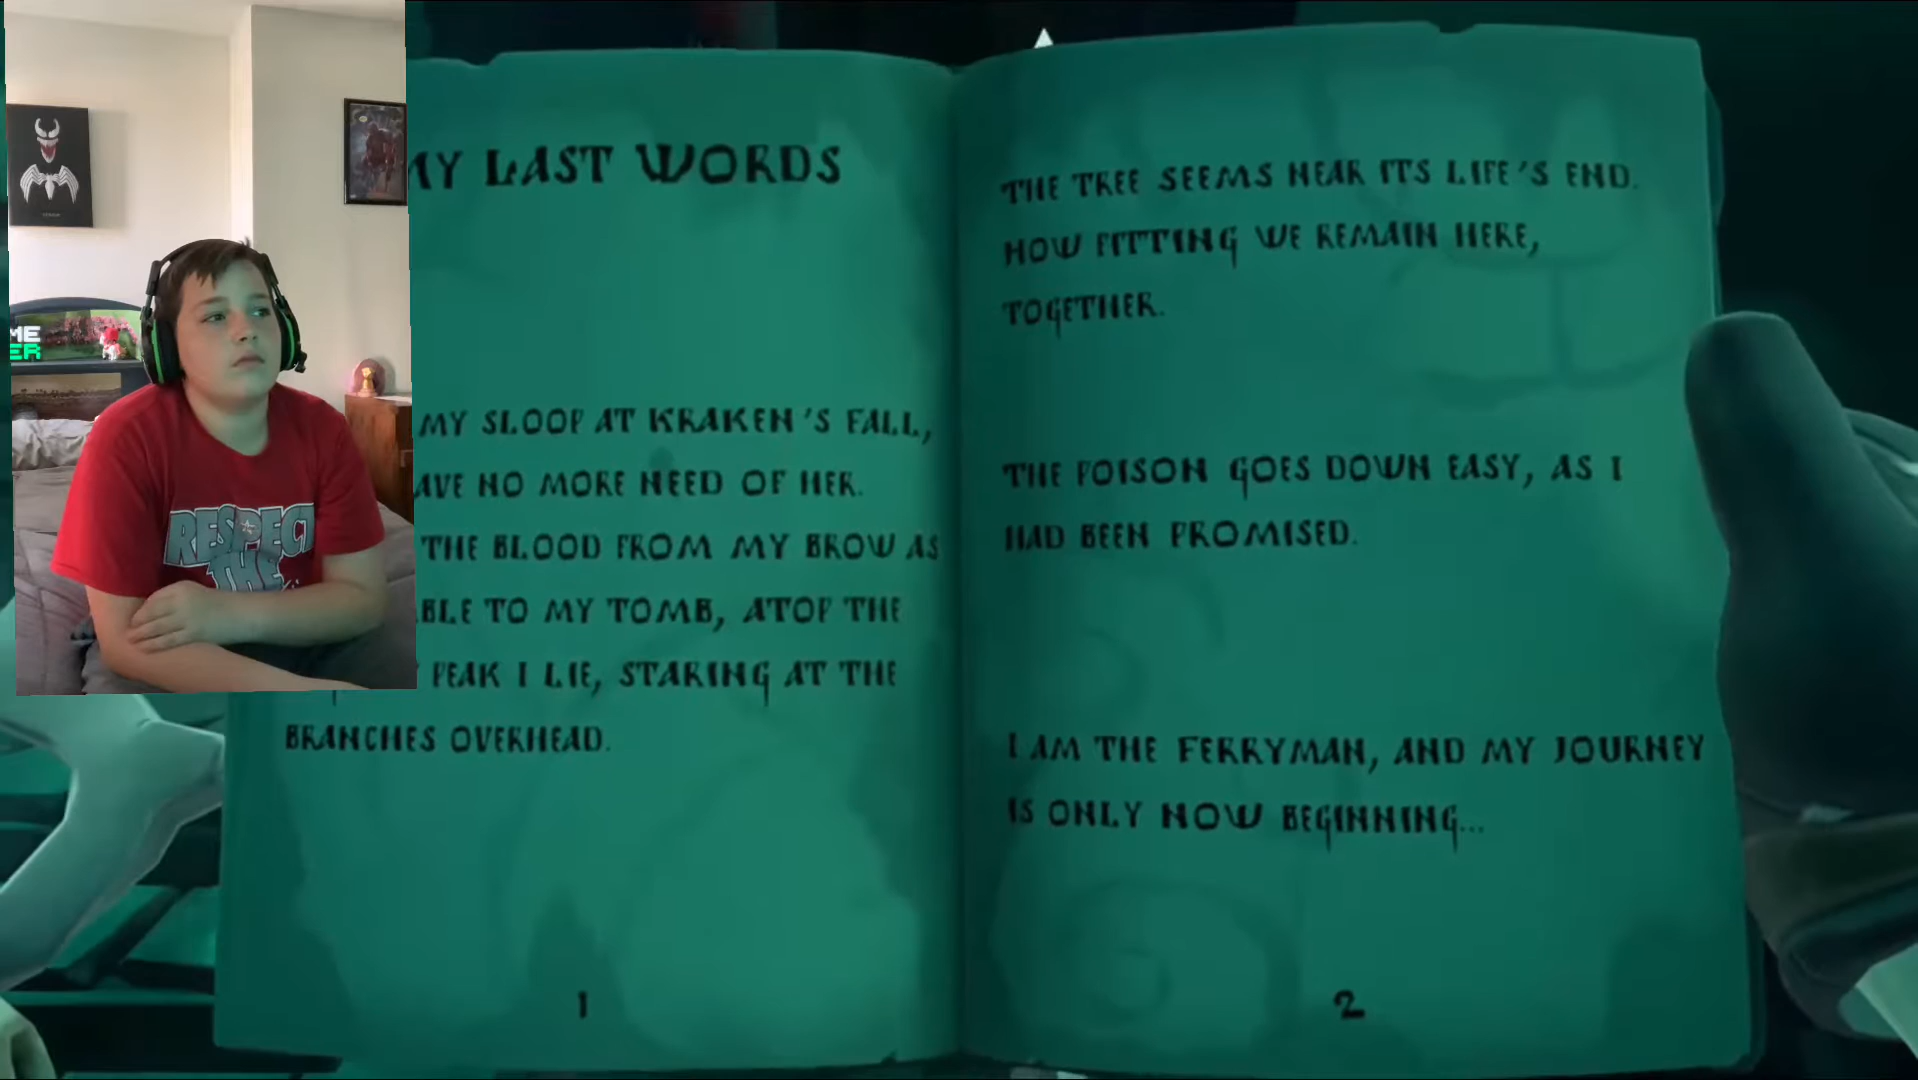 MY LAST WORDS
MY SLOOP AT KRAKEN'S FALL,
NO MORE NEED OF HER.
THE BLOOD FROM MY BROW AS
TO MY TOMB, ATOP THE
PEAK I LIE, STARING AT THE
BRANCHES OVERHEAD.
1
THE TREE SEEMS NEAR ITS LIFE'S END.
HOW FITTING WE REMAIN HERE,
TOGETHER.
THE POISON GOES DOWN EASY, AS I
HAD BEEN PROMISED.
I AM THE FERRYMAN, AND MY JOURNEY
IS ONLY NOW BEGINNING...
2
RESPECT
THE